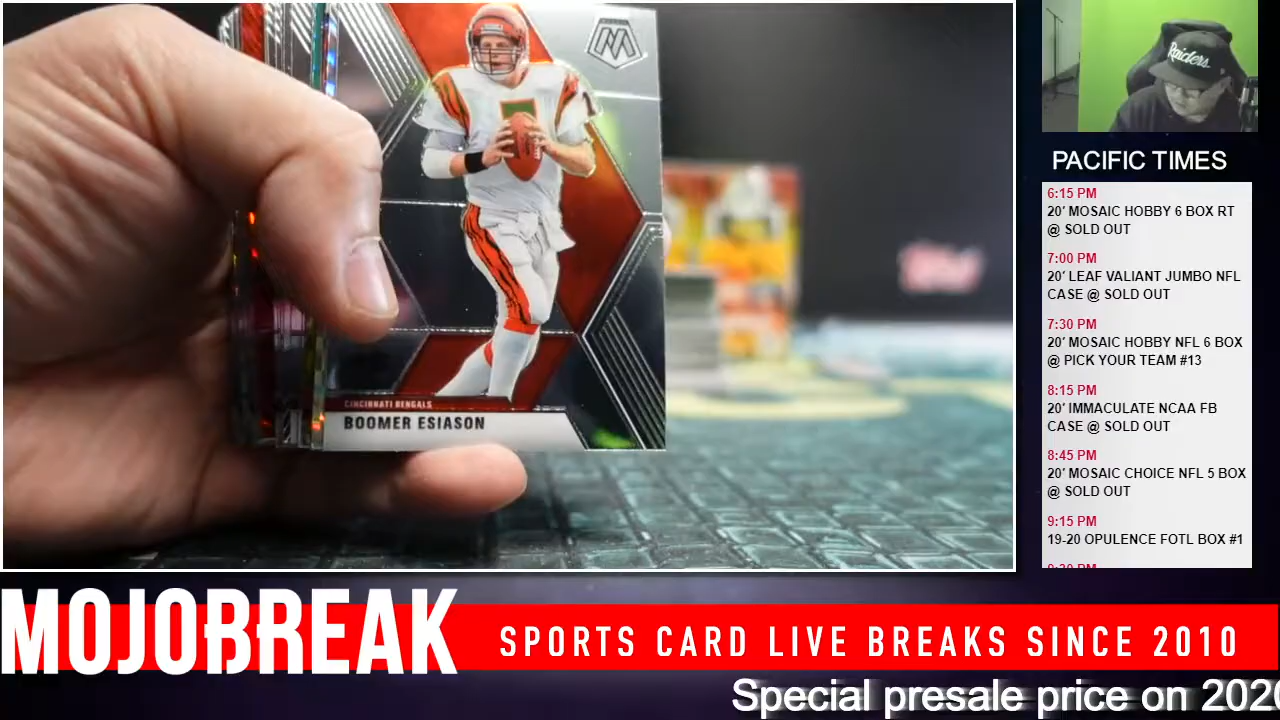 CINCINNATI BENGALS
BOOMER ESIASON
Raiders
PACIFIC TIMES
6:15 PM
20' MOSAIC HOBBY 6 BOX RT
@ SOLD OUT
7:00 PM
20' LEAF VALIANT JUMBO NFL
CASE @ SOLD OUT
7:30 PM
20' MOSAIC HOBBY NFL 6 BOX
@ PICK YOUR TEAM #13
8:15 PM
20' IMMACULATE NCAA FB
CASE @ SOLD OUT
8:45 PM
20' MOSAIC CHOICE NFL 5 BOX
@ SOLD OUT
9:15 PM
19-20 OPULENCE FOTL BOX #1
MOJOBREAK
SPORTS CARD LIVE BREAKS SINCE 2010
Special presale price on 2020